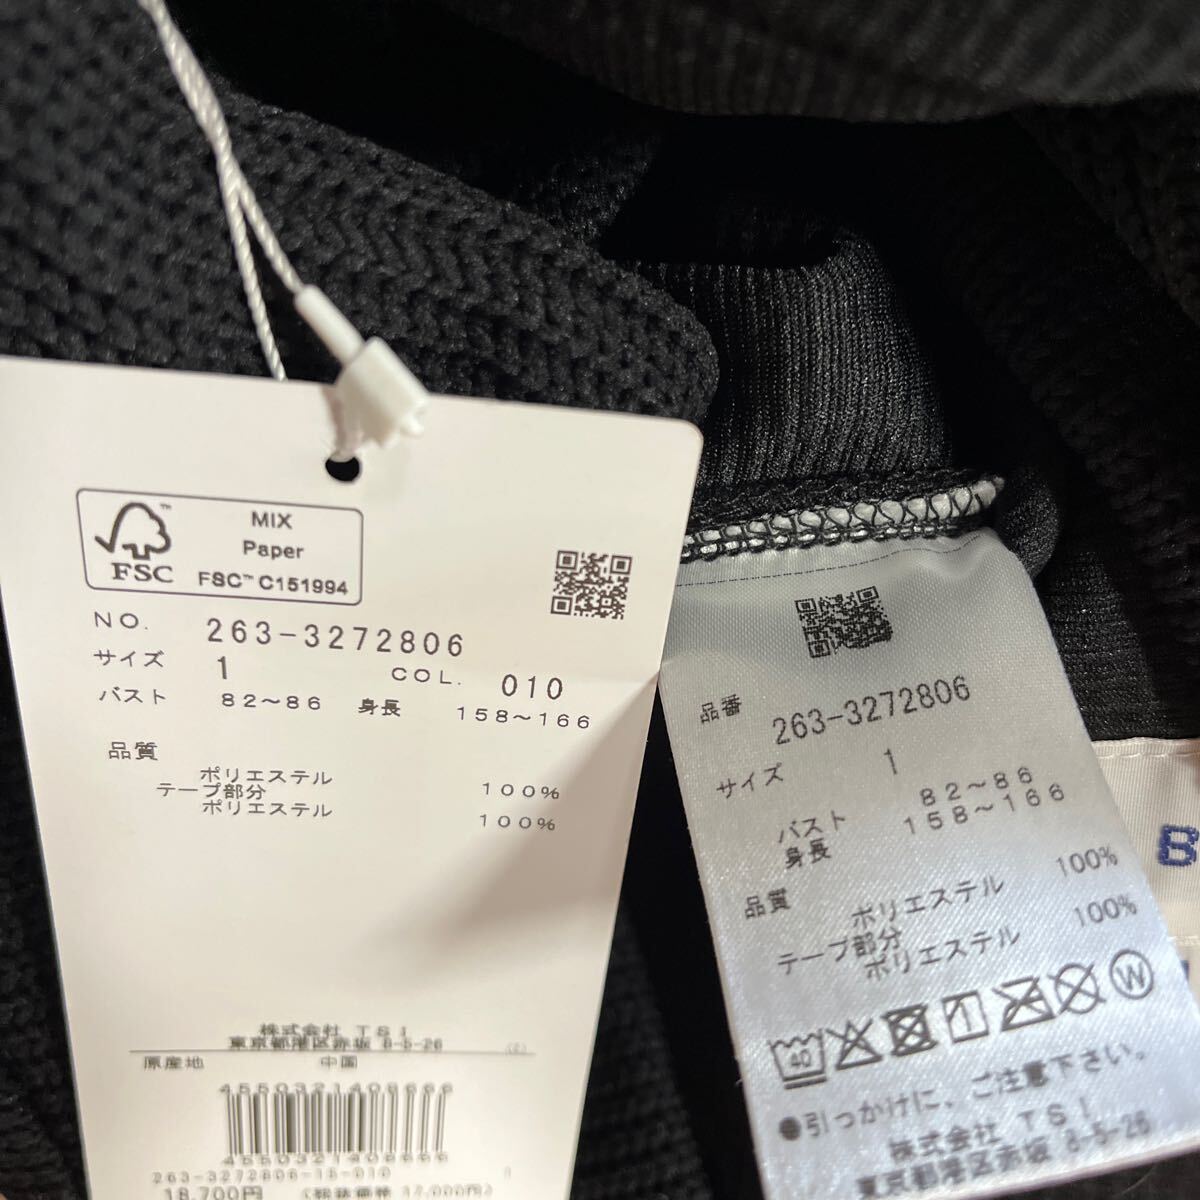 MIX
Paper
FSC
FSC™ C151994
NO. 263-3272806
サイズ 1 COL. 010
バスト 82〜86 身長 158〜166
品質
ポリエステル 100%
テープ部分
ポリエステル 100%
株式会社 TSI
東京都港区赤坂 8-5-26
原産地 中国
263-3272806-18-010
18,700円 (税抜価格 17,000円)
品番 263-3272806
サイズ 1
バスト 82〜86
身長 158〜166
品質
ポリエステル 100%
テープ部分
ポリエステル 100%
40
W
●引っかけに、ご注意下さい。
株式会社 TSI
東京都港区赤坂 8-5-26
B